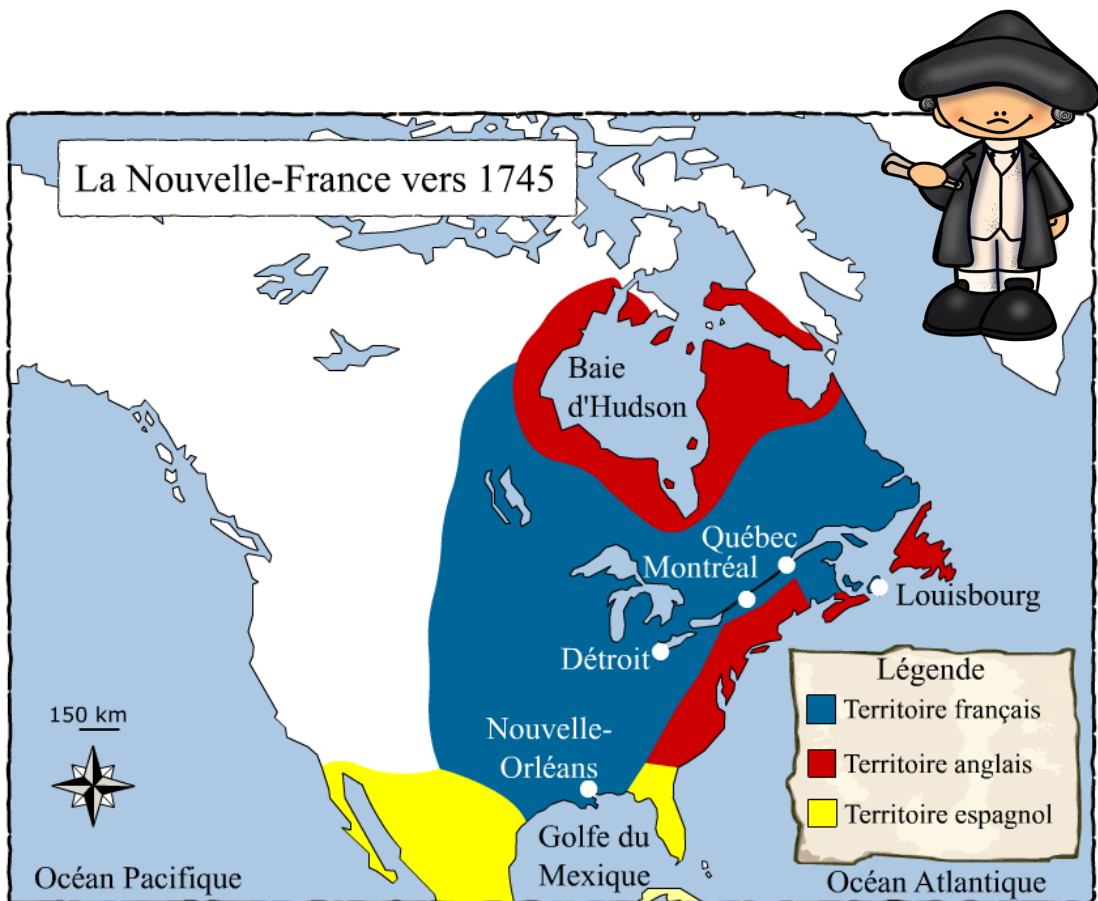 La Nouvelle-France vers 1745
Baie
d'Hudson
Québec
Montréal
Louisbourg
Détroit
Légende
Territoire français
Territoire anglais
Territoire espagnol
150 km
Nouvelle-
Orléans
Golfe du
Mexique
Océan Pacifique
Océan Atlantique